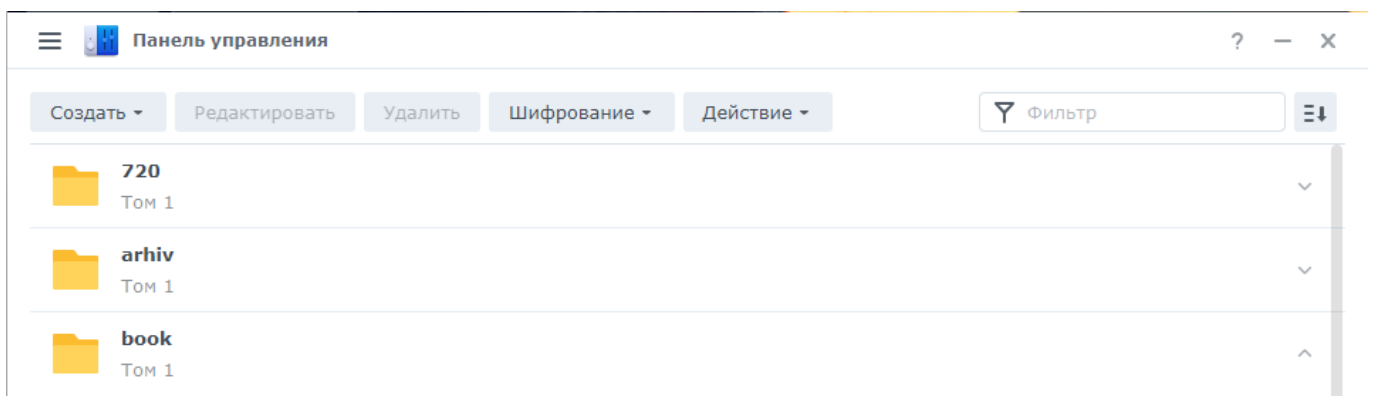 Панель управления
?
Создать Редактировать Удалить Шифрование Действие Фильтр
720
Том 1
arhiv
Том 1
book
Том 1